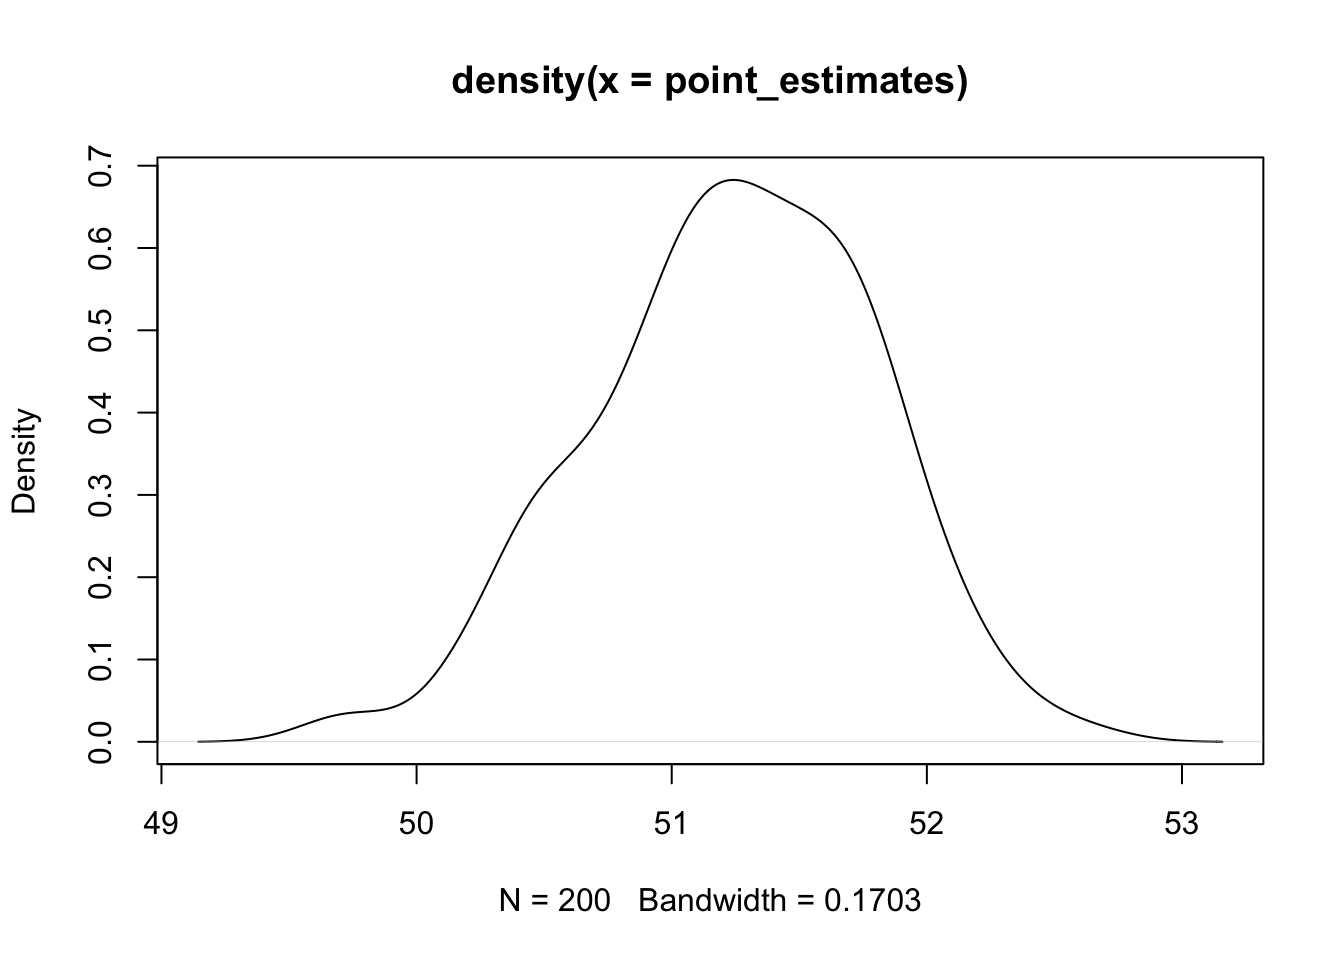 density(x = point_estimates)
Density
0.7
0.6
0.5
0.4
0.3
0.2
0.1
0.0
49 50 51 52 53
N = 200 Bandwidth = 0.1703